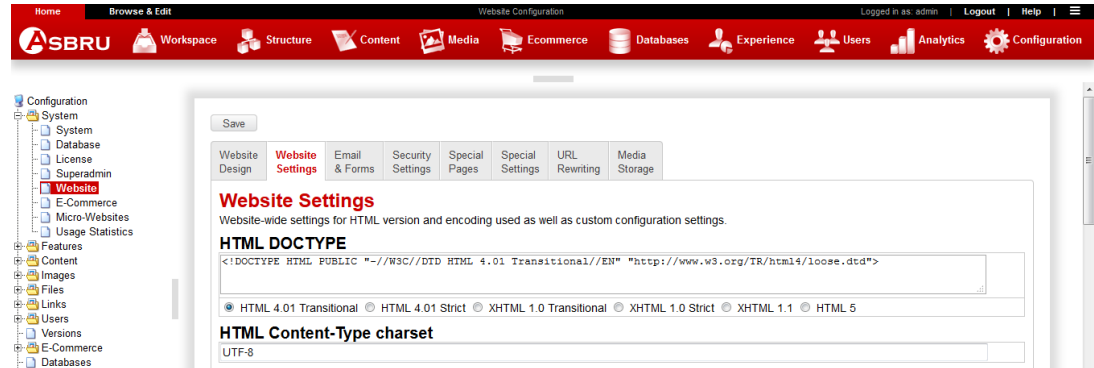 Home Browse & Edit Website Configuration Logged in as: admin | Logout | Help |
ASBRU Workspace Structure Content Media Ecommerce Databases Experience Users Analytics Configuration
Configuration
System
System
Database
License
Superadmin
Website
E-Commerce
Micro-Websites
Usage Statistics
Features
Content
Images
Files
Links
Users
Versions
E-Commerce
Databases
Save
Website Design
Website Settings
Email & Forms
Security Settings
Special Pages
Special Settings
URL Rewriting
Media Storage
Website Settings
Website-wide settings for HTML version and encoding used as well as custom configuration settings.
HTML DOCTYPE
<!DOCTYPE HTML PUBLIC "-//W3C//DTD HTML 4.01 Transitional//EN" "http://www.w3.org/TR/html4/loose.dtd">
HTML 4.01 Transitional HTML 4.01 Strict XHTML 1.0 Transitional XHTML 1.0 Strict XHTML 1.1 HTML 5
HTML Content-Type charset
UTF-8